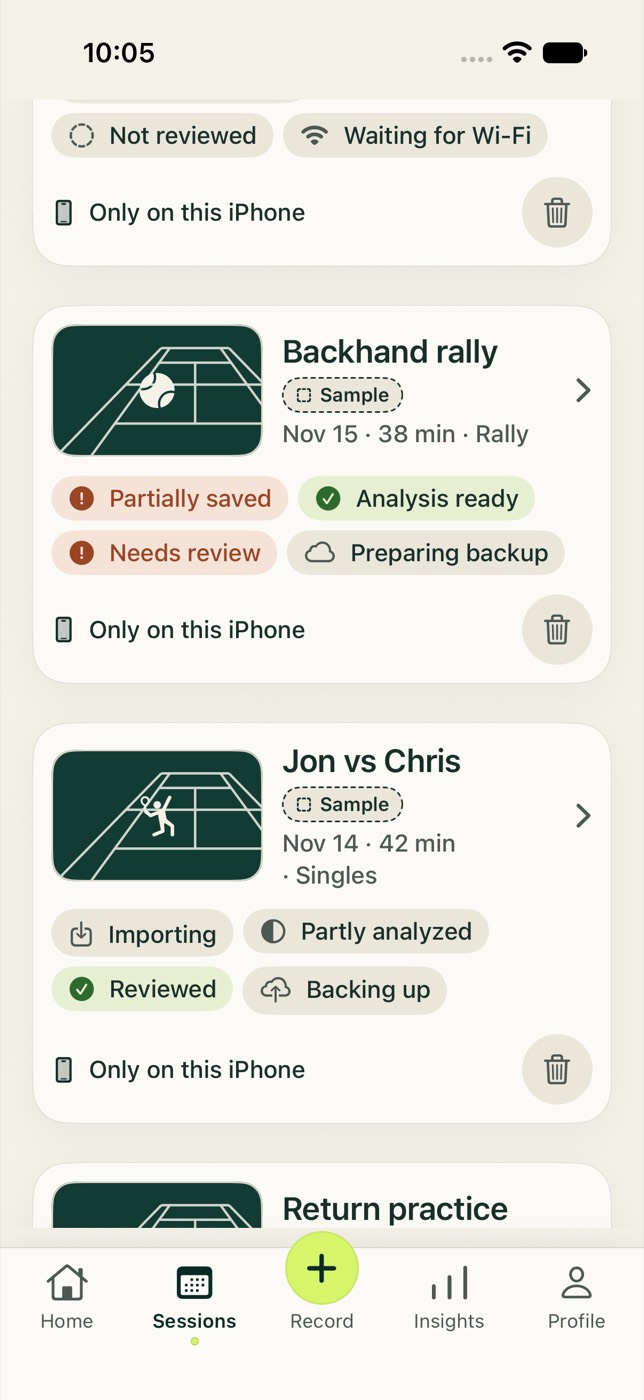 10:05
Not reviewed
Waiting for Wi-Fi
Only on this iPhone
Backhand rally
Sample
Nov 15 · 38 min · Rally
Partially saved
Analysis ready
Needs review
Preparing backup
Only on this iPhone
Jon vs Chris
Sample
Nov 14 · 42 min
· Singles
Importing
Partly analyzed
Reviewed
Backing up
Only on this iPhone
Return practice
Home
Sessions
Record
Insights
Profile